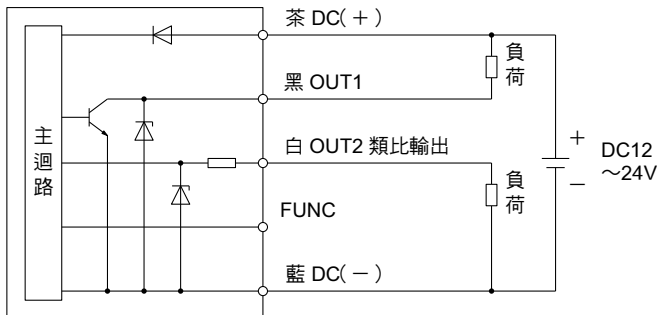 茶 DC(+)
負荷
黑 OUT1
主迴路
白 OUT2 類比輸出
+
DC12
－
～24V
負荷
FUNC
藍 DC(－)